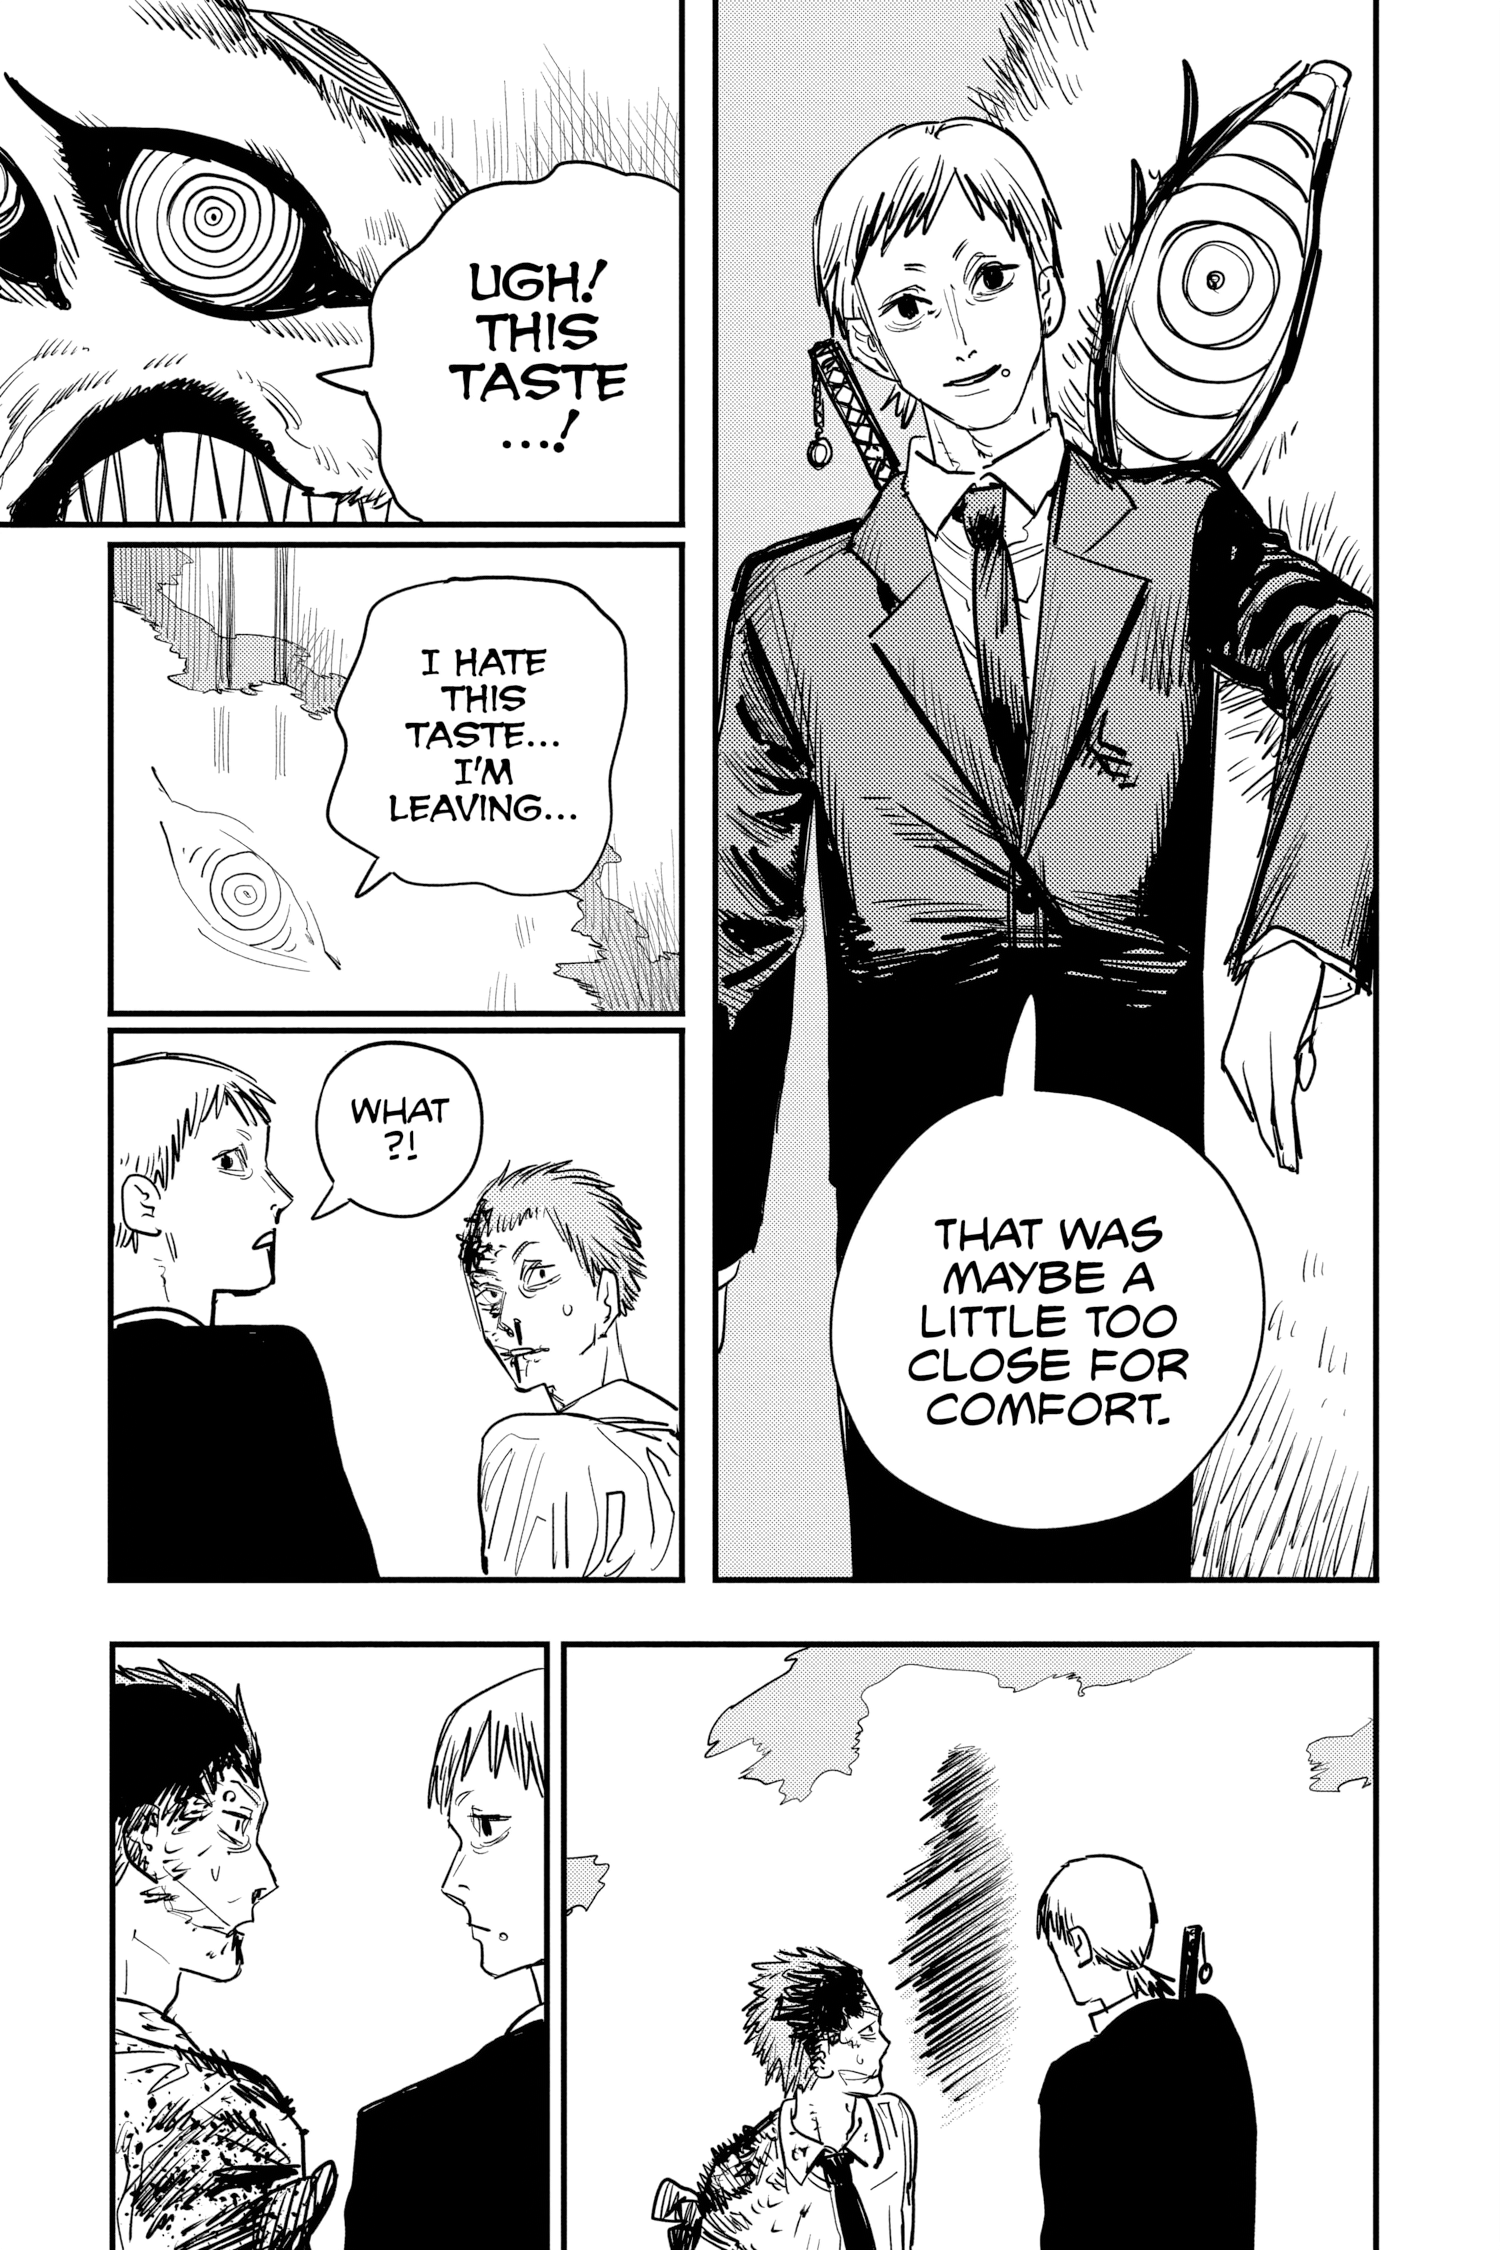 THAT WAS
MAYBE A
LITTLE TOO
CLOSE FOR
COMFORT.
UGH!
THIS
TASTE
...!
I HATE
THIS
TASTE...
I'M
LEAVING...
WHAT
?!